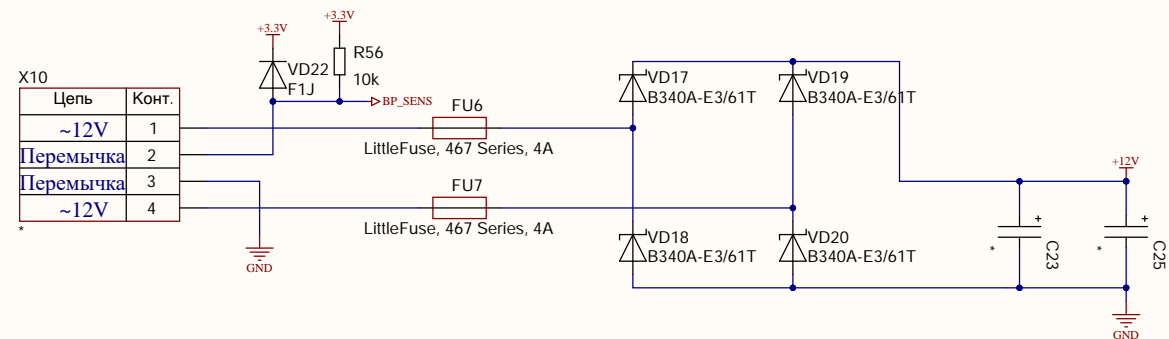 +3.3V
+3.3V
R56
10k
VD22
F1J
BP_SENS
X10
Цепь Конт.
~12V 1
Перемычка 2
Перемычка 3
~12V 4
*
FU6
LittleFuse, 467 Series, 4A
FU7
LittleFuse, 467 Series, 4A
GND
VD17
B340A-E3/61T
VD19
B340A-E3/61T
VD18
B340A-E3/61T
VD20
B340A-E3/61T
+12V
+
*
C23
+
*
C25
GND